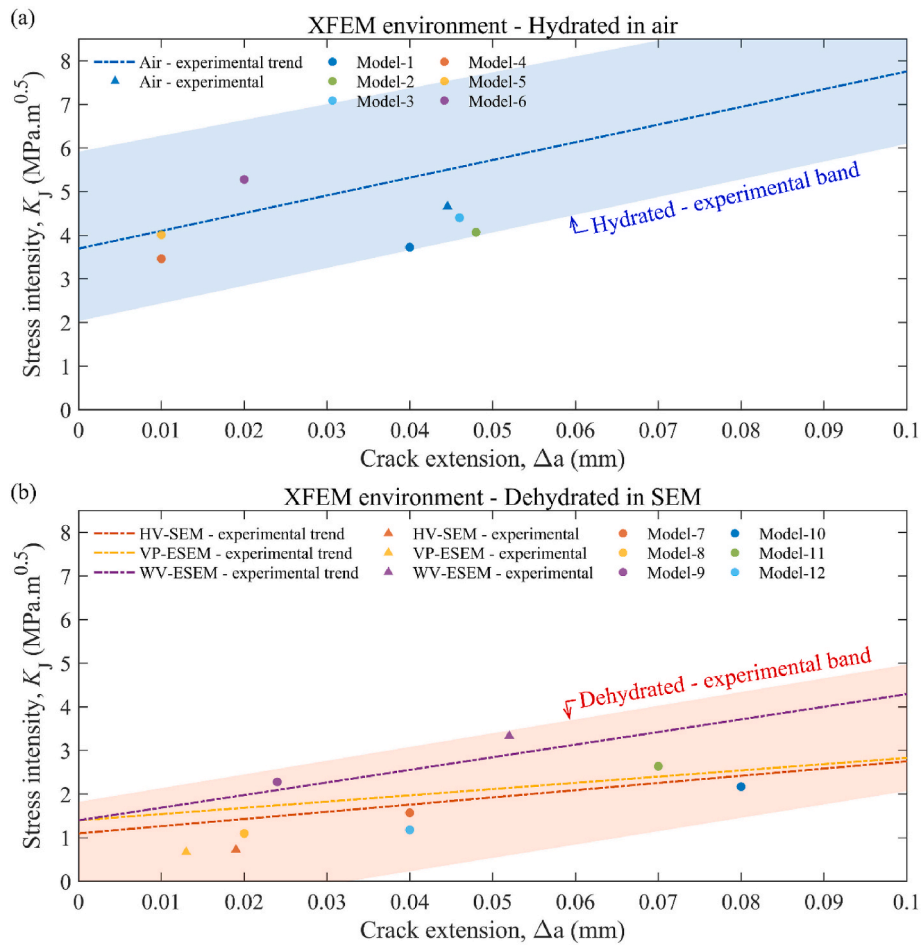 (a)
XFEM environment - Hydrated in air
Air - experimental trend
Air - experimental
Model-1
Model-2
Model-3
Model-4
Model-5
Model-6
Hydrated - experimental band
Stress intensity, K_J (MPa.m^0.5)
8
7
6
5
4
3
2
1
0
0 0.01 0.02 0.03 0.04 0.05 0.06 0.07 0.08 0.09 0.1
Crack extension, Δa (mm)
(b)
XFEM environment - Dehydrated in SEM
HV-SEM - experimental trend
VP-ESEM - experimental trend
WV-ESEM - experimental trend
HV-SEM - experimental
VP-ESEM - experimental
WV-ESEM - experimental
Model-7
Model-8
Model-9
Model-10
Model-11
Model-12
Dehydrated - experimental band
Stress intensity, K_J (MPa.m^0.5)
8
7
6
5
4
3
2
1
0
0 0.01 0.02 0.03 0.04 0.05 0.06 0.07 0.08 0.09 0.1
Crack extension, Δa (mm)